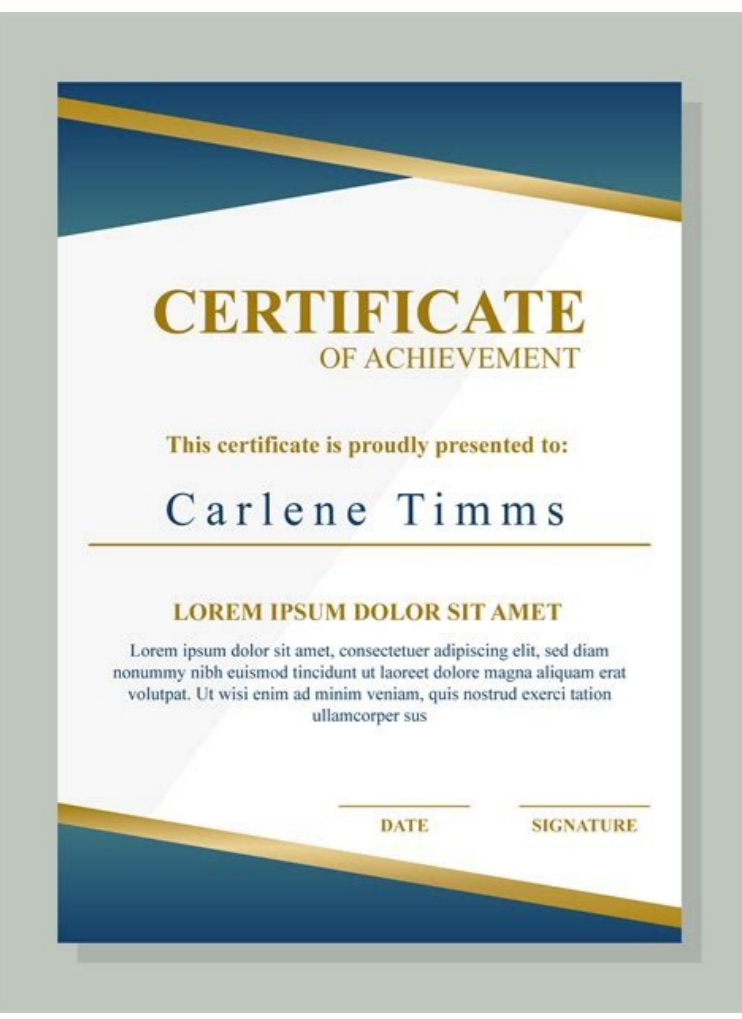 CERTIFICATE
OF ACHIEVEMENT
This certificate is proudly presented to:
Carlene Timms
LOREM IPSUM DOLOR SIT AMET
Lorem ipsum dolor sit amet, consectetuer adipiscing elit, sed diam
nonummy nibh euismod tincidunt ut laoreet dolore magna aliquam erat
volutpat. Ut wisi enim ad minim veniam, quis nostrud exerci tation
ullamcorper sus
DATE SIGNATURE